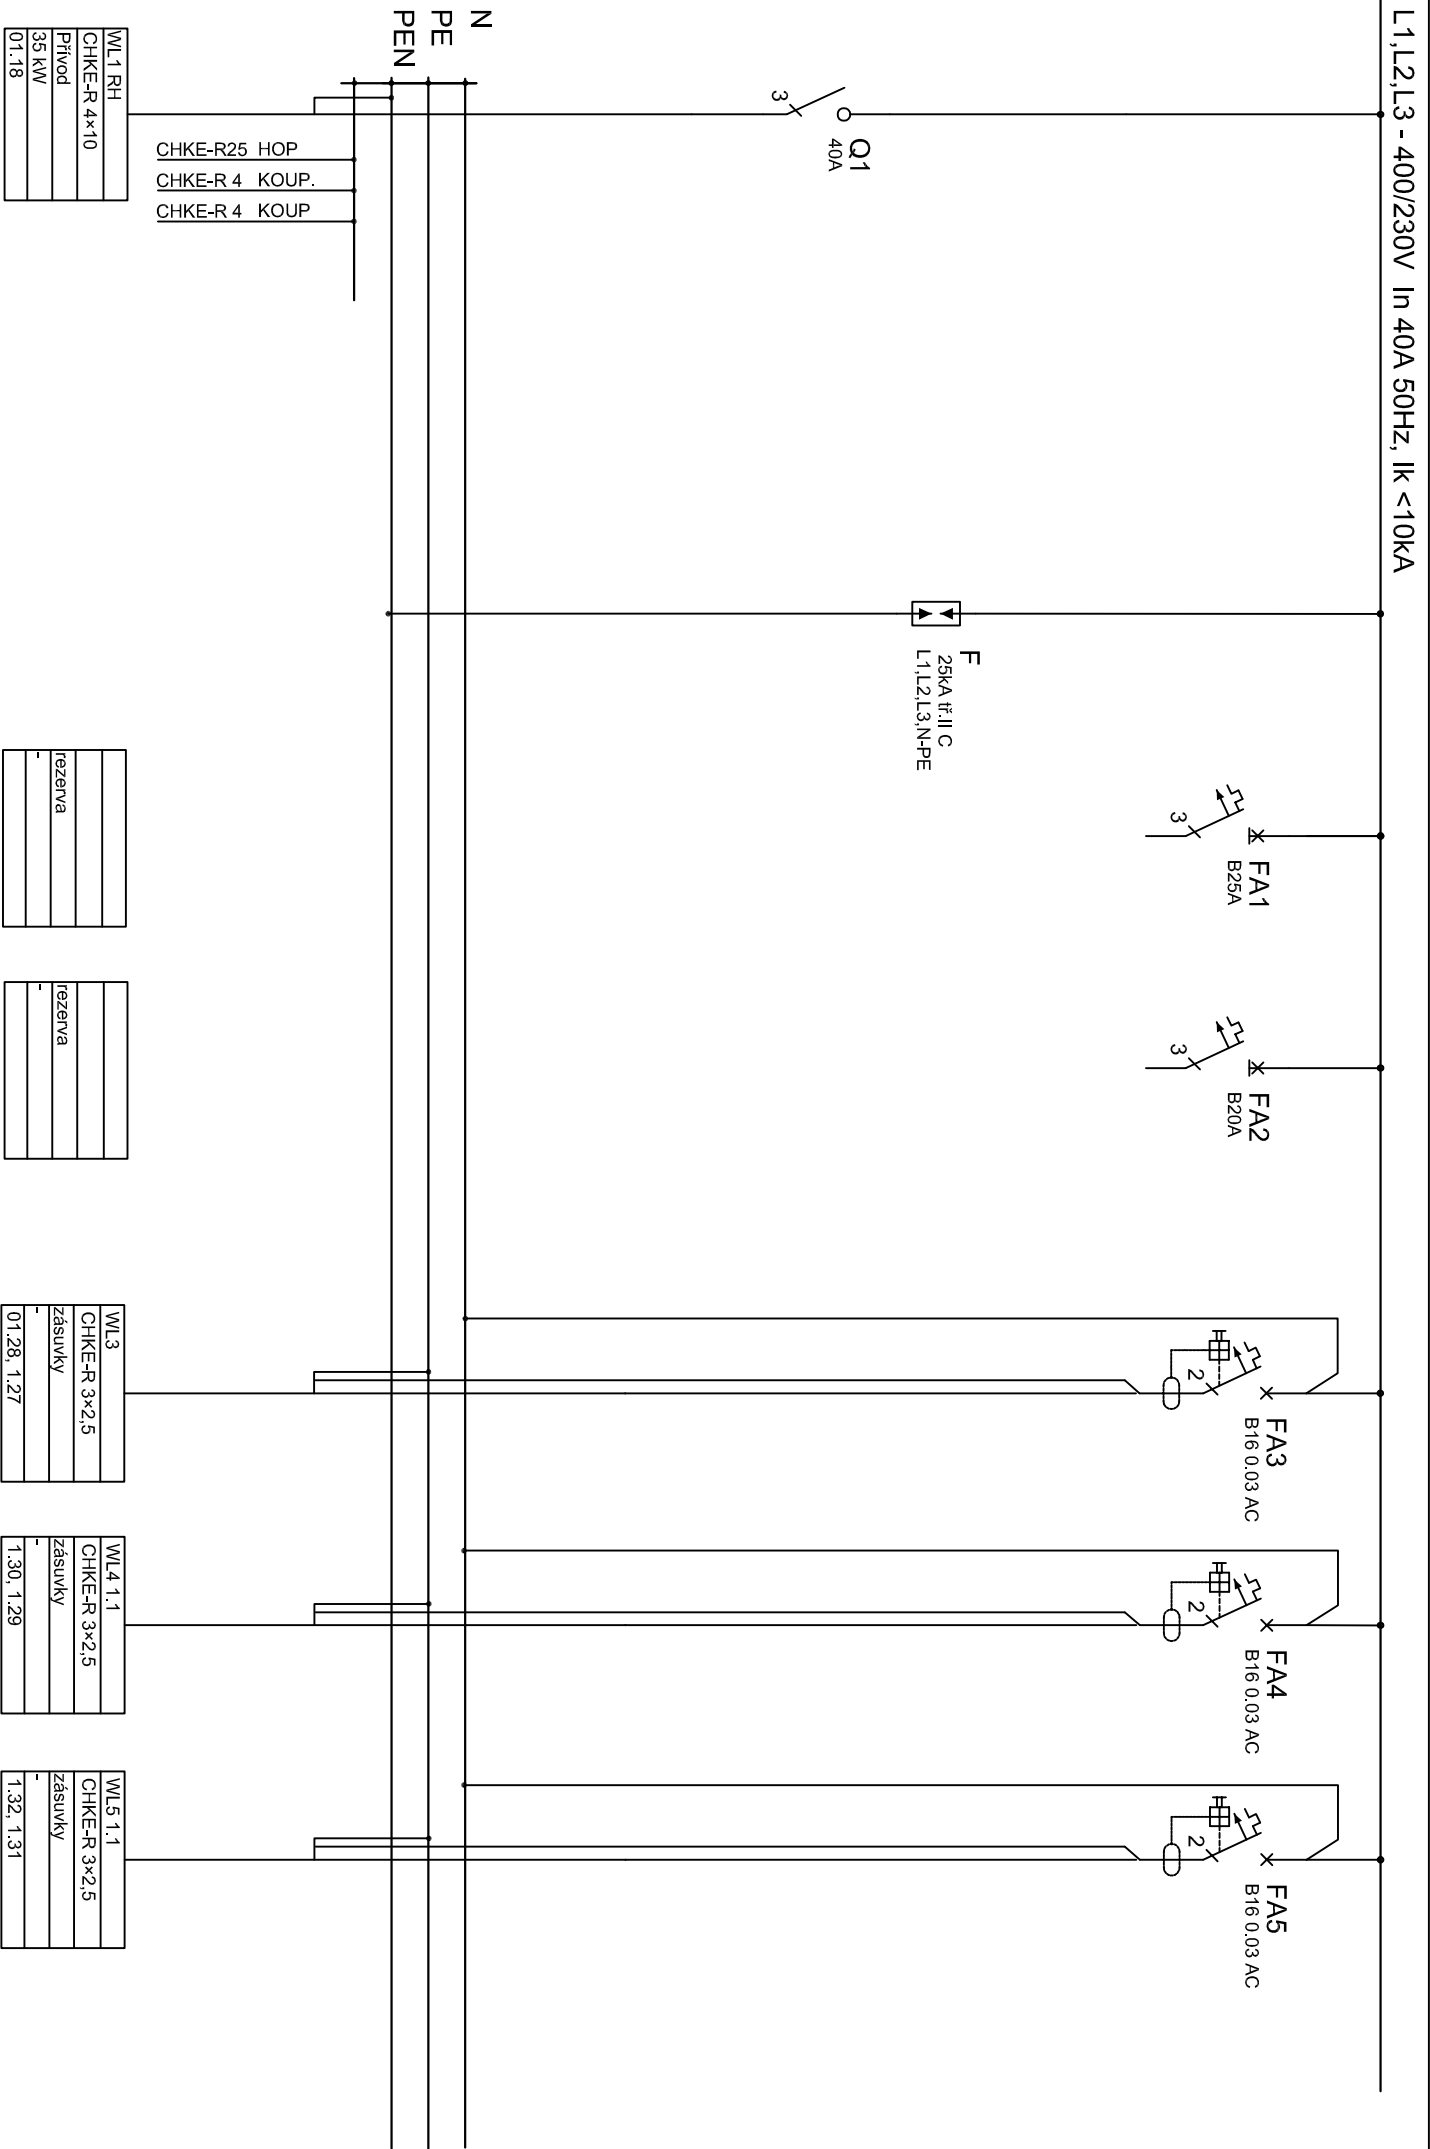 L1,L2,L3 - 400/230V In 40A 50Hz, Ik <10kA
Q1
40A
3
F
25kA tř.II C
L1,L2,L3,N-PE
FA1
B25A
3
FA2
B20A
3
FA3
B16 0.03 AC
2
FA4
B16 0.03 AC
2
FA5
B16 0.03 AC
2
N
PE
PEN
CHKE-R25 HOP
CHKE-R 4 KOUP.
CHKE-R 4 KOUP
WL1 RH
CHKE-R 4×10
Přívod
35 kW
01.18
rezerva
-
rezerva
-
WL3
CHKE-R 3×2,5
zásuvky
-
01.28, 1.27
WL4 1.1
CHKE-R 3×2,5
zásuvky
-
1.30, 1.29
WL5 1.1
CHKE-R 3×2,5
zásuvky
-
1.32, 1.31